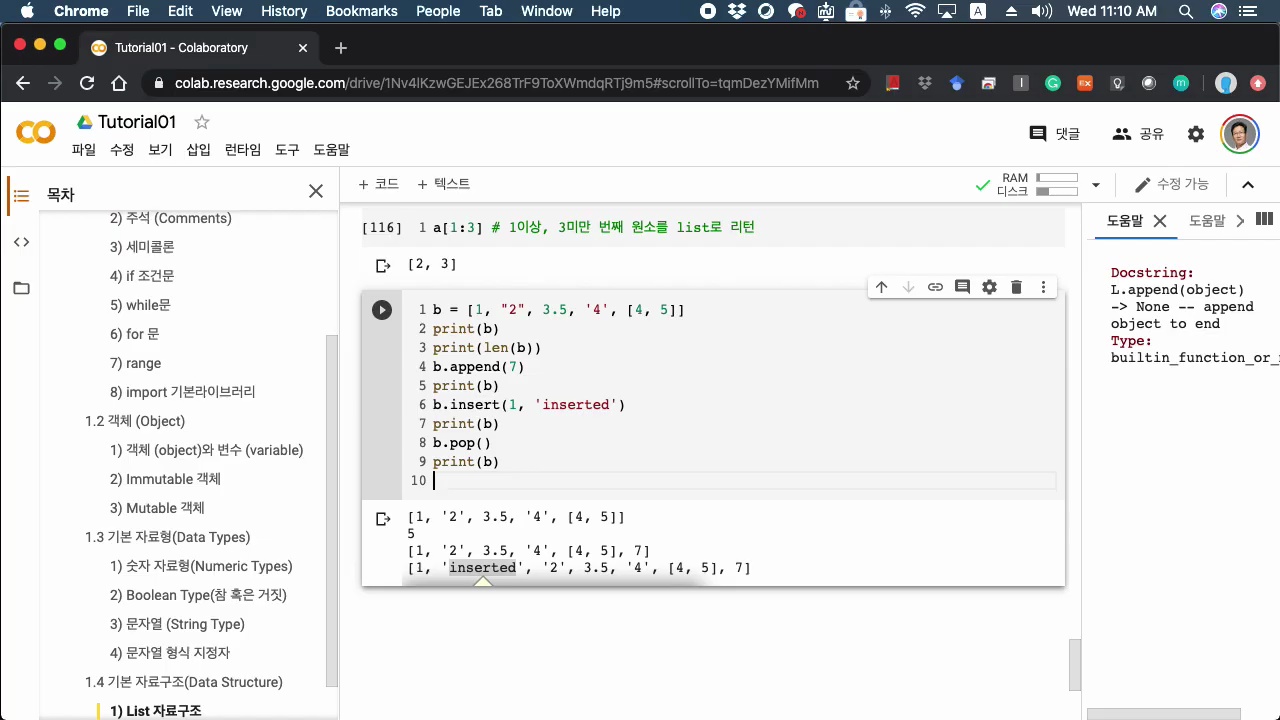 Chrome File Edit View History Bookmarks People Tab Window Help A Wed 11:10 AM
Tutorial01 - Colaboratory
colab.research.google.com/drive/1Nv4lKzwGEJEx268TrF9ToXWmdqRTj9m5#scrollTo=tqmDezYMifMm
Tutorial01
댓글 공유
파일 수정 보기 삽입 런타임 도구 도움말
+ 코드 + 텍스트
RAM
디스크
수정 가능
목차
2) 주석 (Comments)
3) 세미콜론
4) if 조건문
5) while문
6) for 문
7) range
8) import 기본라이브러리
1.2 객체 (Object)
1) 객체 (object)와 변수 (variable)
2) Immutable 객체
3) Mutable 객체
1.3 기본 자료형(Data Types)
1) 숫자 자료형(Numeric Types)
2) Boolean Type(참 혹은 거짓)
3) 문자열 (String Type)
4) 문자열 형식 지정자
1.4 기본 자료구조(Data Structure)
1) List 자료구조
[116] 1 a[1:3] # 1이상, 3미만 번째 원소를 list로 리턴
[2, 3]
1 b = [1, "2", 3.5, '4', [4, 5]]
2 print(b)
3 print(len(b))
4 b.append(7)
5 print(b)
6 b.insert(1, 'inserted')
7 print(b)
8 b.pop()
9 print(b)
10
[1, '2', 3.5, '4', [4, 5]]
5
[1, '2', 3.5, '4', [4, 5], 7]
[1, 'inserted', '2', 3.5, '4', [4, 5], 7]
도움말 도움말
Docstring:
L.append(object)
-> None -- append
object to end
Type:
builtin_function_or_